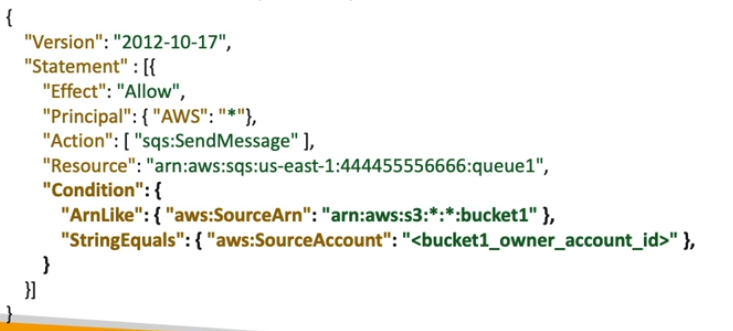 {
"Version": "2012-10-17",
"Statement" : [{
"Effect": "Allow",
"Principal": { "AWS": "*"},
"Action": [ "sqs:SendMessage" ],
"Resource": "arn:aws:sqs:us-east-1:444455556666:queue1",
"Condition": {
"ArnLike": { "aws:SourceArn": "arn:aws:s3:*:*:bucket1" },
"StringEquals": { "aws:SourceAccount": "<bucket1_owner_account_id>" },
}
}]
}